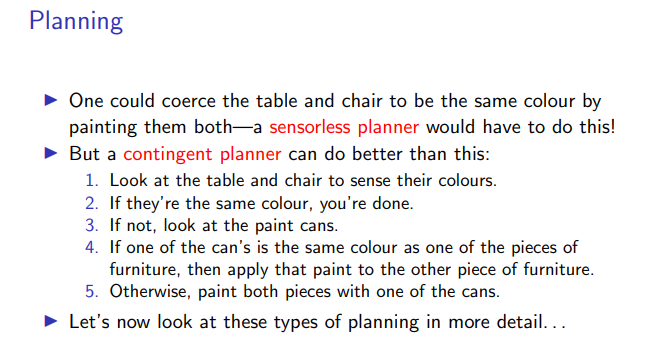 Planning
▶ One could coerce the table and chair to be the same colour by
painting them both—a sensorless planner would have to do this!
▶ But a contingent planner can do better than this:
1. Look at the table and chair to sense their colours.
2. If they're the same colour, you're done.
3. If not, look at the paint cans.
4. If one of the can's is the same colour as one of the pieces of
furniture, then apply that paint to the other piece of furniture.
5. Otherwise, paint both pieces with one of the cans.
▶ Let's now look at these types of planning in more detail...